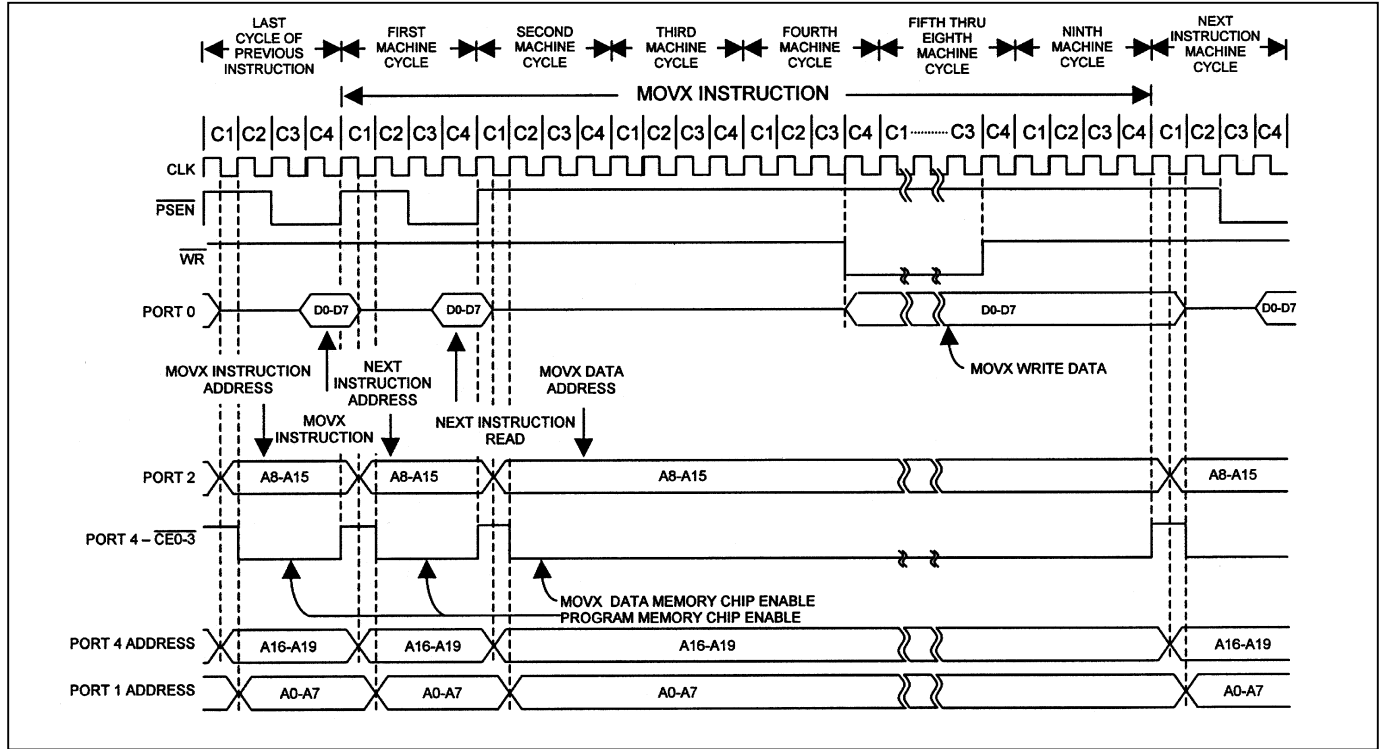 LAST CYCLE OF PREVIOUS INSTRUCTION
FIRST MACHINE CYCLE
SECOND MACHINE CYCLE
THIRD MACHINE CYCLE
FOURTH MACHINE CYCLE
FIFTH THRU EIGHTH MACHINE CYCLE
NINTH MACHINE CYCLE
NEXT INSTRUCTION MACHINE CYCLE
MOVX INSTRUCTION
C1 C2 C3 C4 C1 C2 C3 C4 C1 C2 C3 C4 C1 C2 C3 C4 C1 C2 C3 C4 C1 .......... C3 C4 C1 C2 C3 C4 C1 C2 C3 C4
CLK
PSEN
WR
PORT 0 D0-D7 D0-D7 D0-D7 D0-D7
MOVX INSTRUCTION ADDRESS
NEXT INSTRUCTION ADDRESS
MOVX DATA ADDRESS
MOVX WRITE DATA
MOVX INSTRUCTION
NEXT INSTRUCTION READ
PORT 2 A8-A15 A8-A15 A8-A15 A8-A15
PORT 4 – CE0-3
MOVX DATA MEMORY CHIP ENABLE
PROGRAM MEMORY CHIP ENABLE
PORT 4 ADDRESS A16-A19 A16-A19 A16-A19 A16-A19
PORT 1 ADDRESS A0-A7 A0-A7 A0-A7 A0-A7